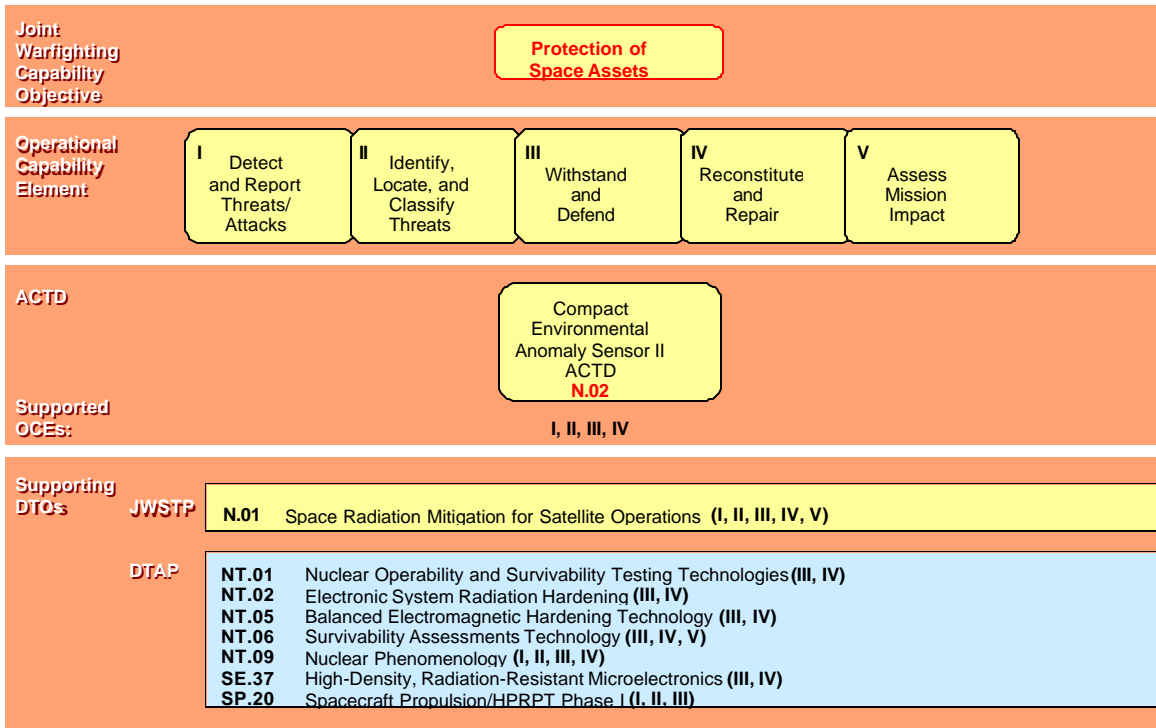 Joint
Warfighting
Capability
Objective
Protection of
Space Assets
Operational
Capability
Element
I
Detect
and Report
Threats/
Attacks
II
Identify,
Locate, and
Classify
Threats
III
Withstand
and
Defend
IV
Reconstitute
and
Repair
V
Assess
Mission
Impact
ACTD
Compact
Environmental
Anomaly Sensor II
ACTD
N.02
Supported
OCEs:
I, II, III, IV
Supporting
DTOs
JWSTP
N.01 Space Radiation Mitigation for Satellite Operations (I, II, III, IV, V)
DTAP
NT.01 Nuclear Operability and Survivability Testing Technologies (III, IV)
NT.02 Electronic System Radiation Hardening (III, IV)
NT.05 Balanced Electromagnetic Hardening Technology (III, IV)
NT.06 Survivability Assessments Technology (III, IV, V)
NT.09 Nuclear Phenomenology (I, II, III, IV)
SE.37 High-Density, Radiation-Resistant Microelectronics (III, IV)
SP.20 Spacecraft Propulsion/HPRPT Phase I (I, II, III)